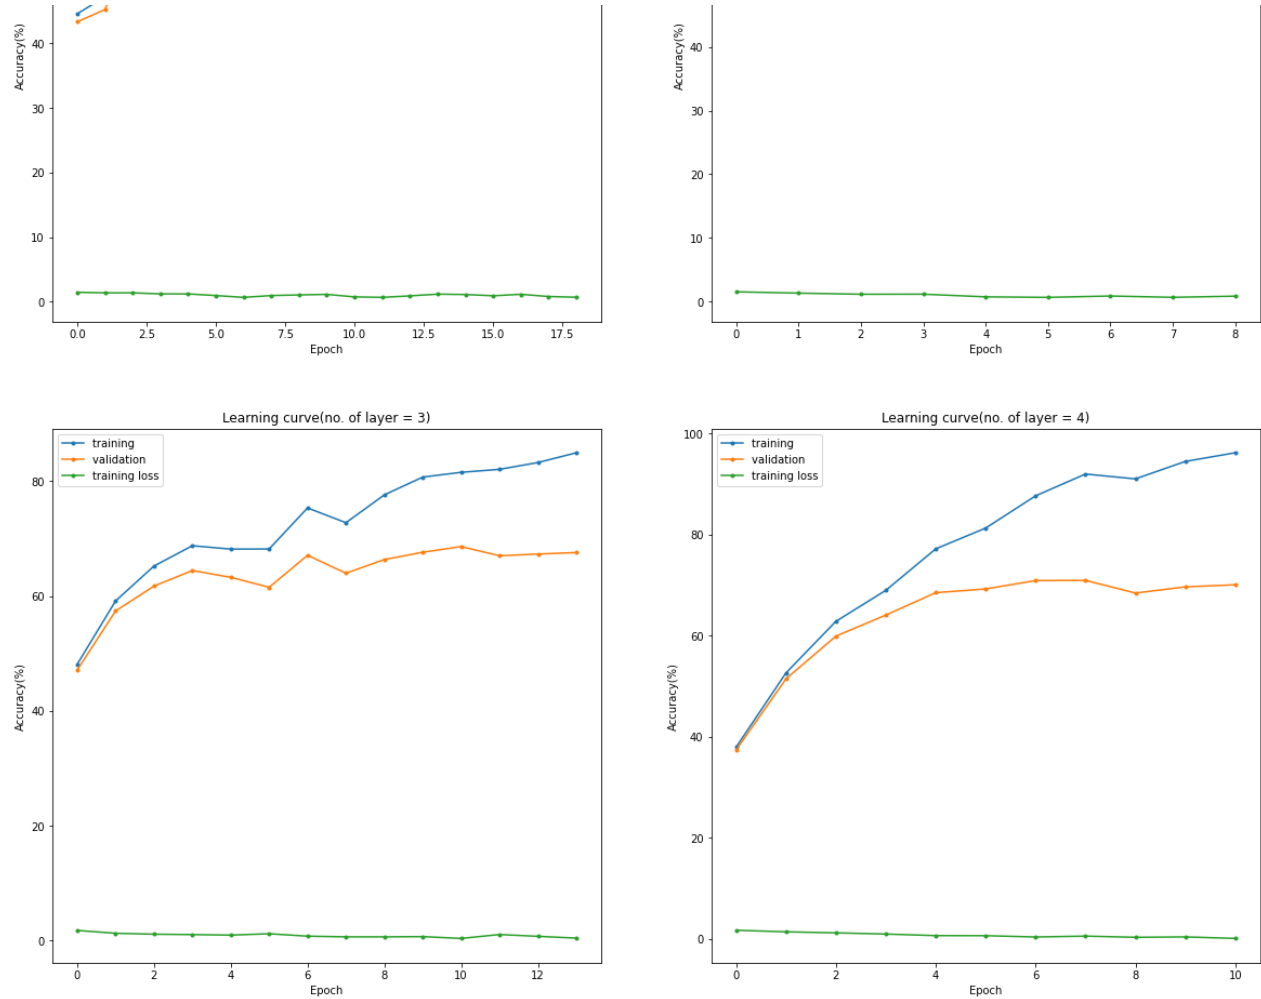 40
30
20
10
0
Accuracy(%)
0.0 2.5 5.0 7.5 10.0 12.5 15.0 17.5
Epoch
40
30
20
10
0
Accuracy(%)
0 1 2 3 4 5 6 7 8
Epoch
Learning curve(no. of layer = 3)
training
validation
training loss
80
60
40
20
0
Accuracy(%)
0 2 4 6 8 10 12
Epoch
Learning curve(no. of layer = 4)
training
validation
training loss
100
80
60
40
20
0
Accuracy(%)
0 2 4 6 8 10
Epoch